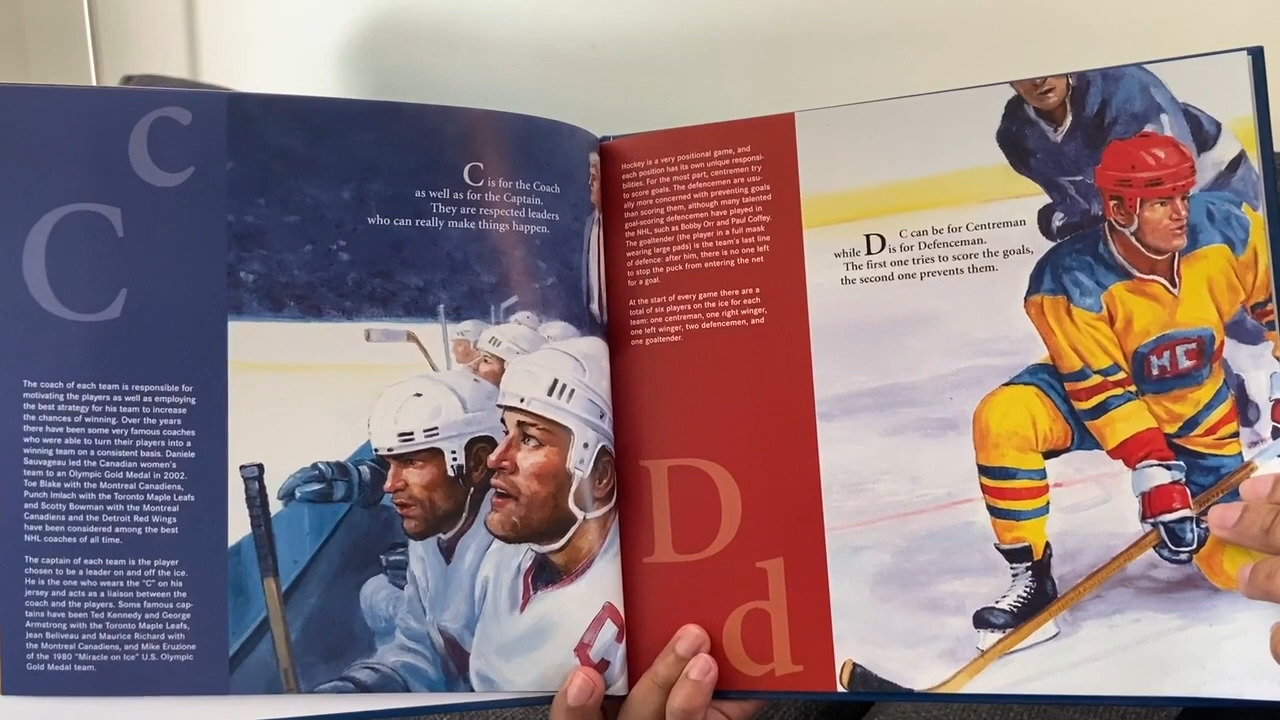 C
C
C is for the Coach
as well as for the Captain.
They are respected leaders
who can really make things happen.
The coach of each team is responsible for
motivating the players as well as employing
the best strategy for his team to increase
the chances of winning. Over the years
there have been some very famous coaches
who were able to turn their players into a
winning team on a consistent basis. Daniele
Sauvageau led the Canadian women's
team to an Olympic Gold Medal in 2002.
Toe Blake with the Montreal Canadiens,
Punch Imlach with the Toronto Maple Leafs
and Scotty Bowman with the Montreal
Canadiens and the Detroit Red Wings
have been considered among the best
NHL coaches of all time.
The captain of each team is the player
chosen to be a leader on and off the ice.
He is the one who wears the "C" on his
jersey and acts as a liaison between the
coach and the players. Some famous cap-
tains have been Ted Kennedy and George
Armstrong with the Toronto Maple Leafs,
Jean Beliveau and Maurice Richard with
the Montreal Canadiens, and Mike Eruzione
of the 1980 "Miracle on Ice" U.S. Olympic
Gold Medal team.
C
Hockey is a very positional game, and
each position has its own unique responsi-
bilities. For the most part, centremen try
to score goals. The defencemen are usu-
ally more concerned with preventing goals
than scoring them, although many talented
goal-scoring defencemen have played in
the NHL, such as Bobby Orr and Paul Coffey.
The goaltender (the player in a full mask
wearing large pads) is the team's last line
of defence: after him, there is no one left
to stop the puck from entering the net
for a goal.
At the start of every game there are a
total of six players on the ice for each
team: one centreman, one right winger,
one left winger, two defencemen, and
one goaltender.
D
d
C can be for Centreman
while D is for Defenceman.
The first one tries to score the goals,
the second one prevents them.
HC